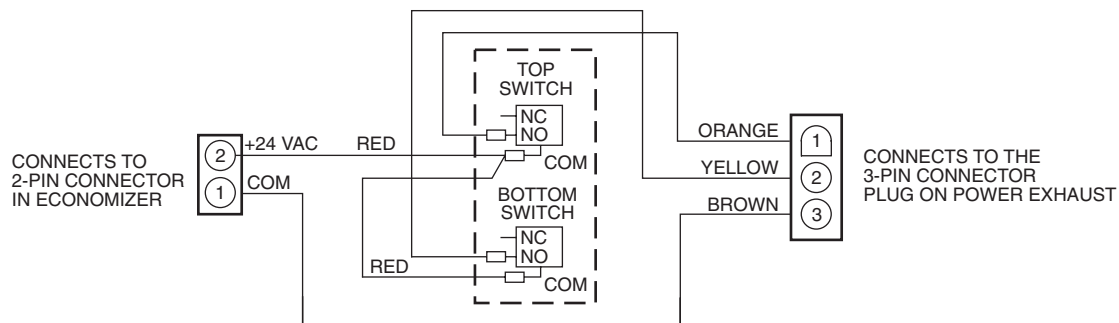 TOP
SWITCH
NC
NO
COM
BOTTOM
SWITCH
NC
NO
COM
CONNECTS TO
2-PIN CONNECTOR
IN ECONOMIZER
2
1
+24 VAC
COM
RED
RED
ORANGE
YELLOW
BROWN
1
2
3
CONNECTS TO THE
3-PIN CONNECTOR
PLUG ON POWER EXHAUST